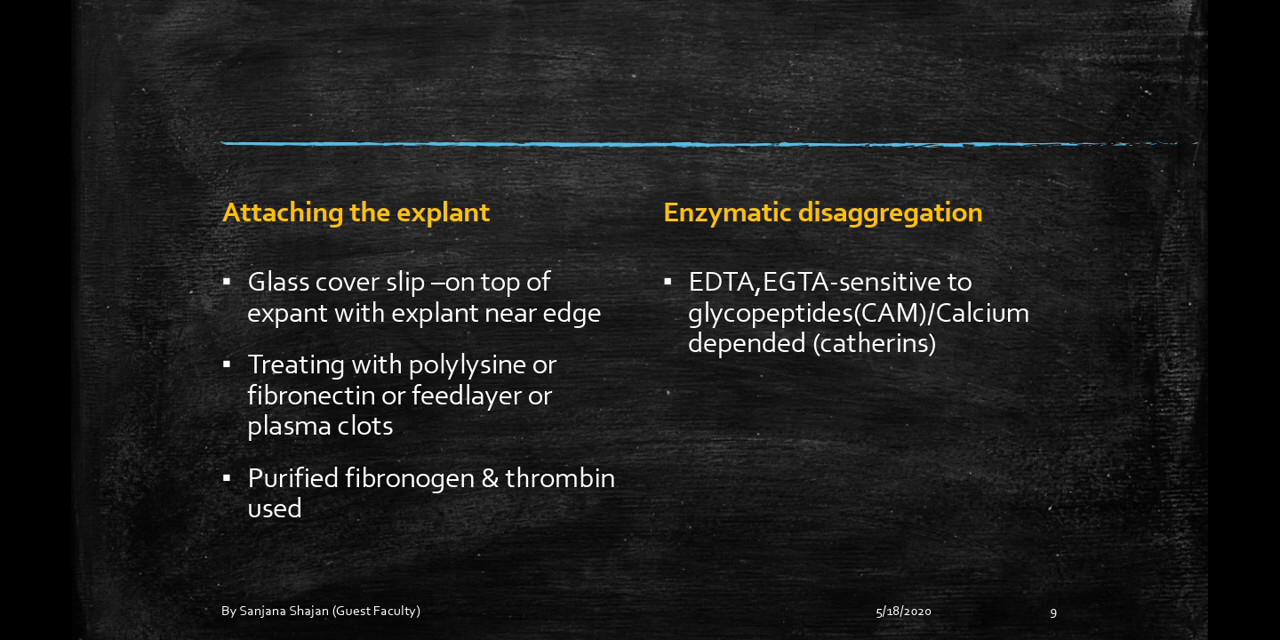 Attaching the explant
▪ Glass cover slip –on top of
expant with explant near edge
▪ Treating with polylysine or
fibronectin or feedlayer or
plasma clots
▪ Purified fibronogen & thrombin
used
Enzymatic disaggregation
▪ EDTA,EGTA-sensitive to
glycopeptides(CAM)/Calcium
depended (catherins)
By Sanjana Shajan (Guest Faculty)
5/18/2020
9